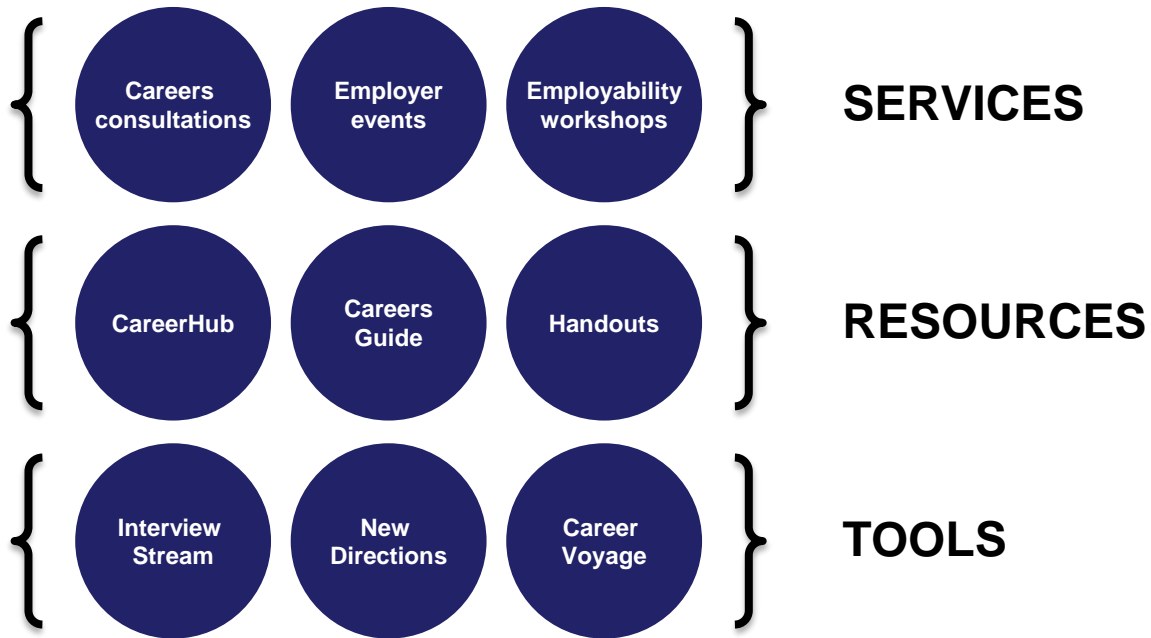 Careers
consultations
Employer
events
Employability
workshops
SERVICES
CareerHub
Careers
Guide
Handouts
RESOURCES
Interview
Stream
New
Directions
Career
Voyage
TOOLS